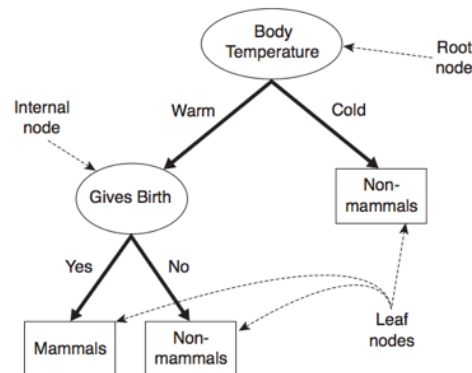 Body
Temperature
Root
node
Internal
node
Warm
Cold
Gives Birth
Non-
mammals
Yes
No
Mammals
Non-
mammals
Leaf
nodes